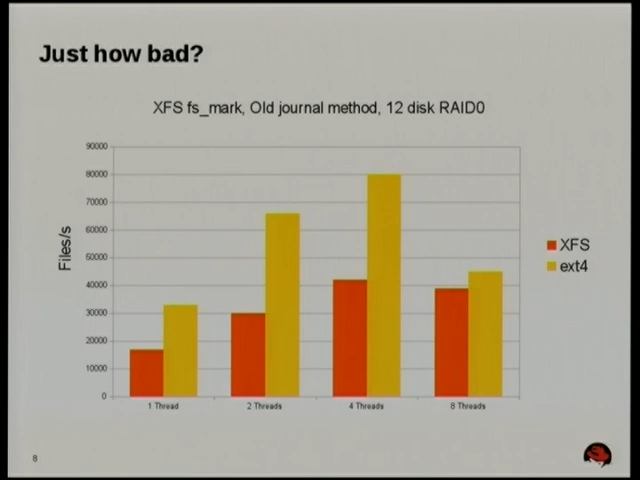 Just how bad?
XFS fs_mark, Old journal method, 12 disk RAID0
90000
80000
70000
60000
50000
40000
30000
20000
10000
0
Files/s
1 Thread
2 Threads
4 Threads
8 Threads
XFS
ext4
8